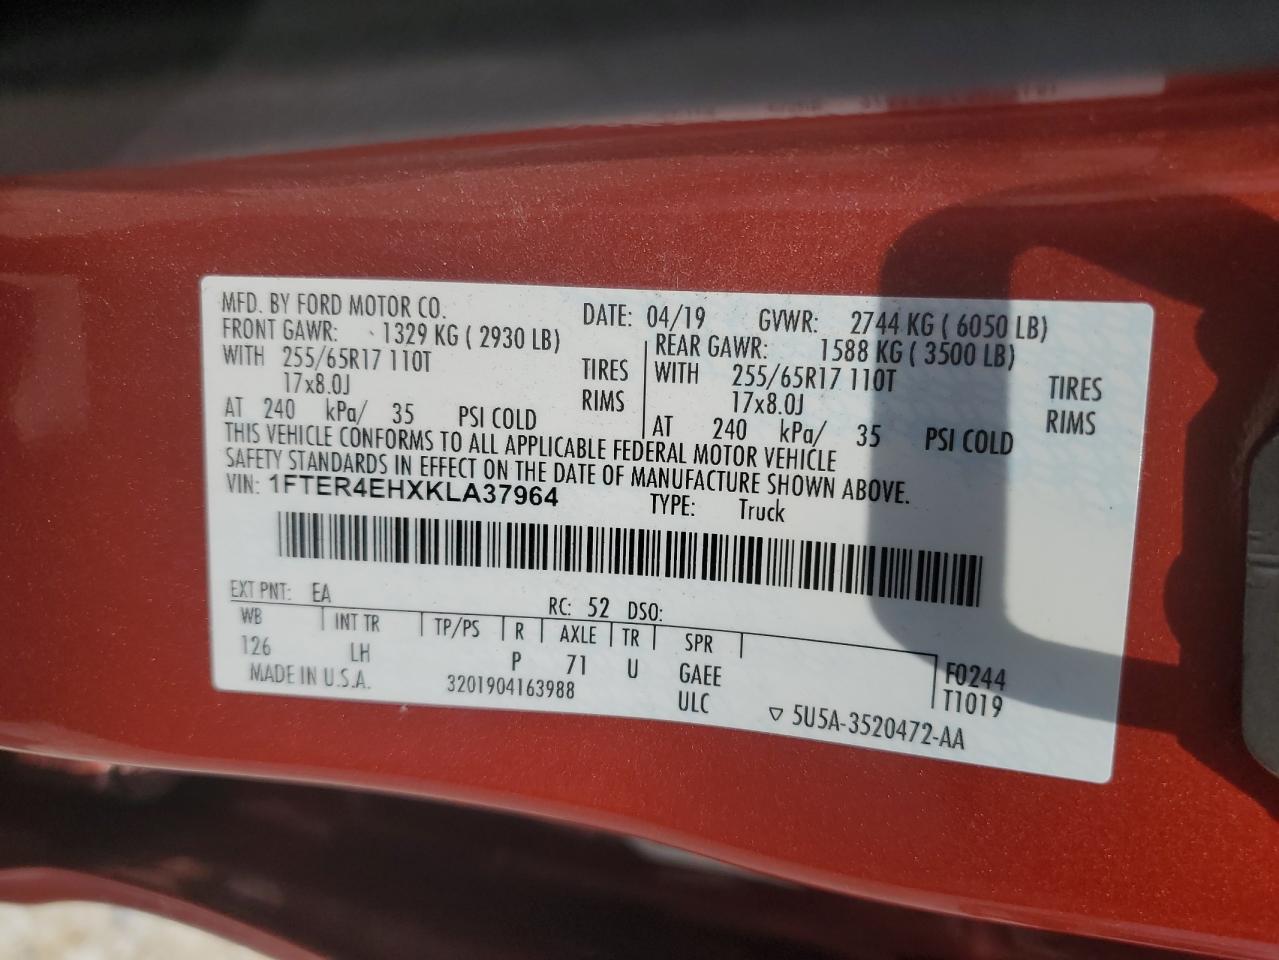 MFD. BY FORD MOTOR CO. DATE: 04/19 GVWR: 2744 KG ( 6050 LB)
FRONT GAWR: 1329 KG ( 2930 LB) REAR GAWR: 1588 KG ( 3500 LB)
WITH 255/65R17 110T TIRES WITH 255/65R17 110T TIRES
17x8.0J RIMS 17x8.0J RIMS
AT 240 kPa/ 35 PSI COLD AT 240 kPa/ 35 PSI COLD
THIS VEHICLE CONFORMS TO ALL APPLICABLE FEDERAL MOTOR VEHICLE
SAFETY STANDARDS IN EFFECT ON THE DATE OF MANUFACTURE SHOWN ABOVE.
VIN: 1FTER4EHXKLA37964 TYPE: Truck
EXT PNT: EA RC: 52 DSO:
WB INT TR TP/PS R AXLE TR SPR
126 LH P 71 U GAEE F0244
MADE IN U.S.A. 3201904163988 ULC T1019
5U5A-3520472-AA